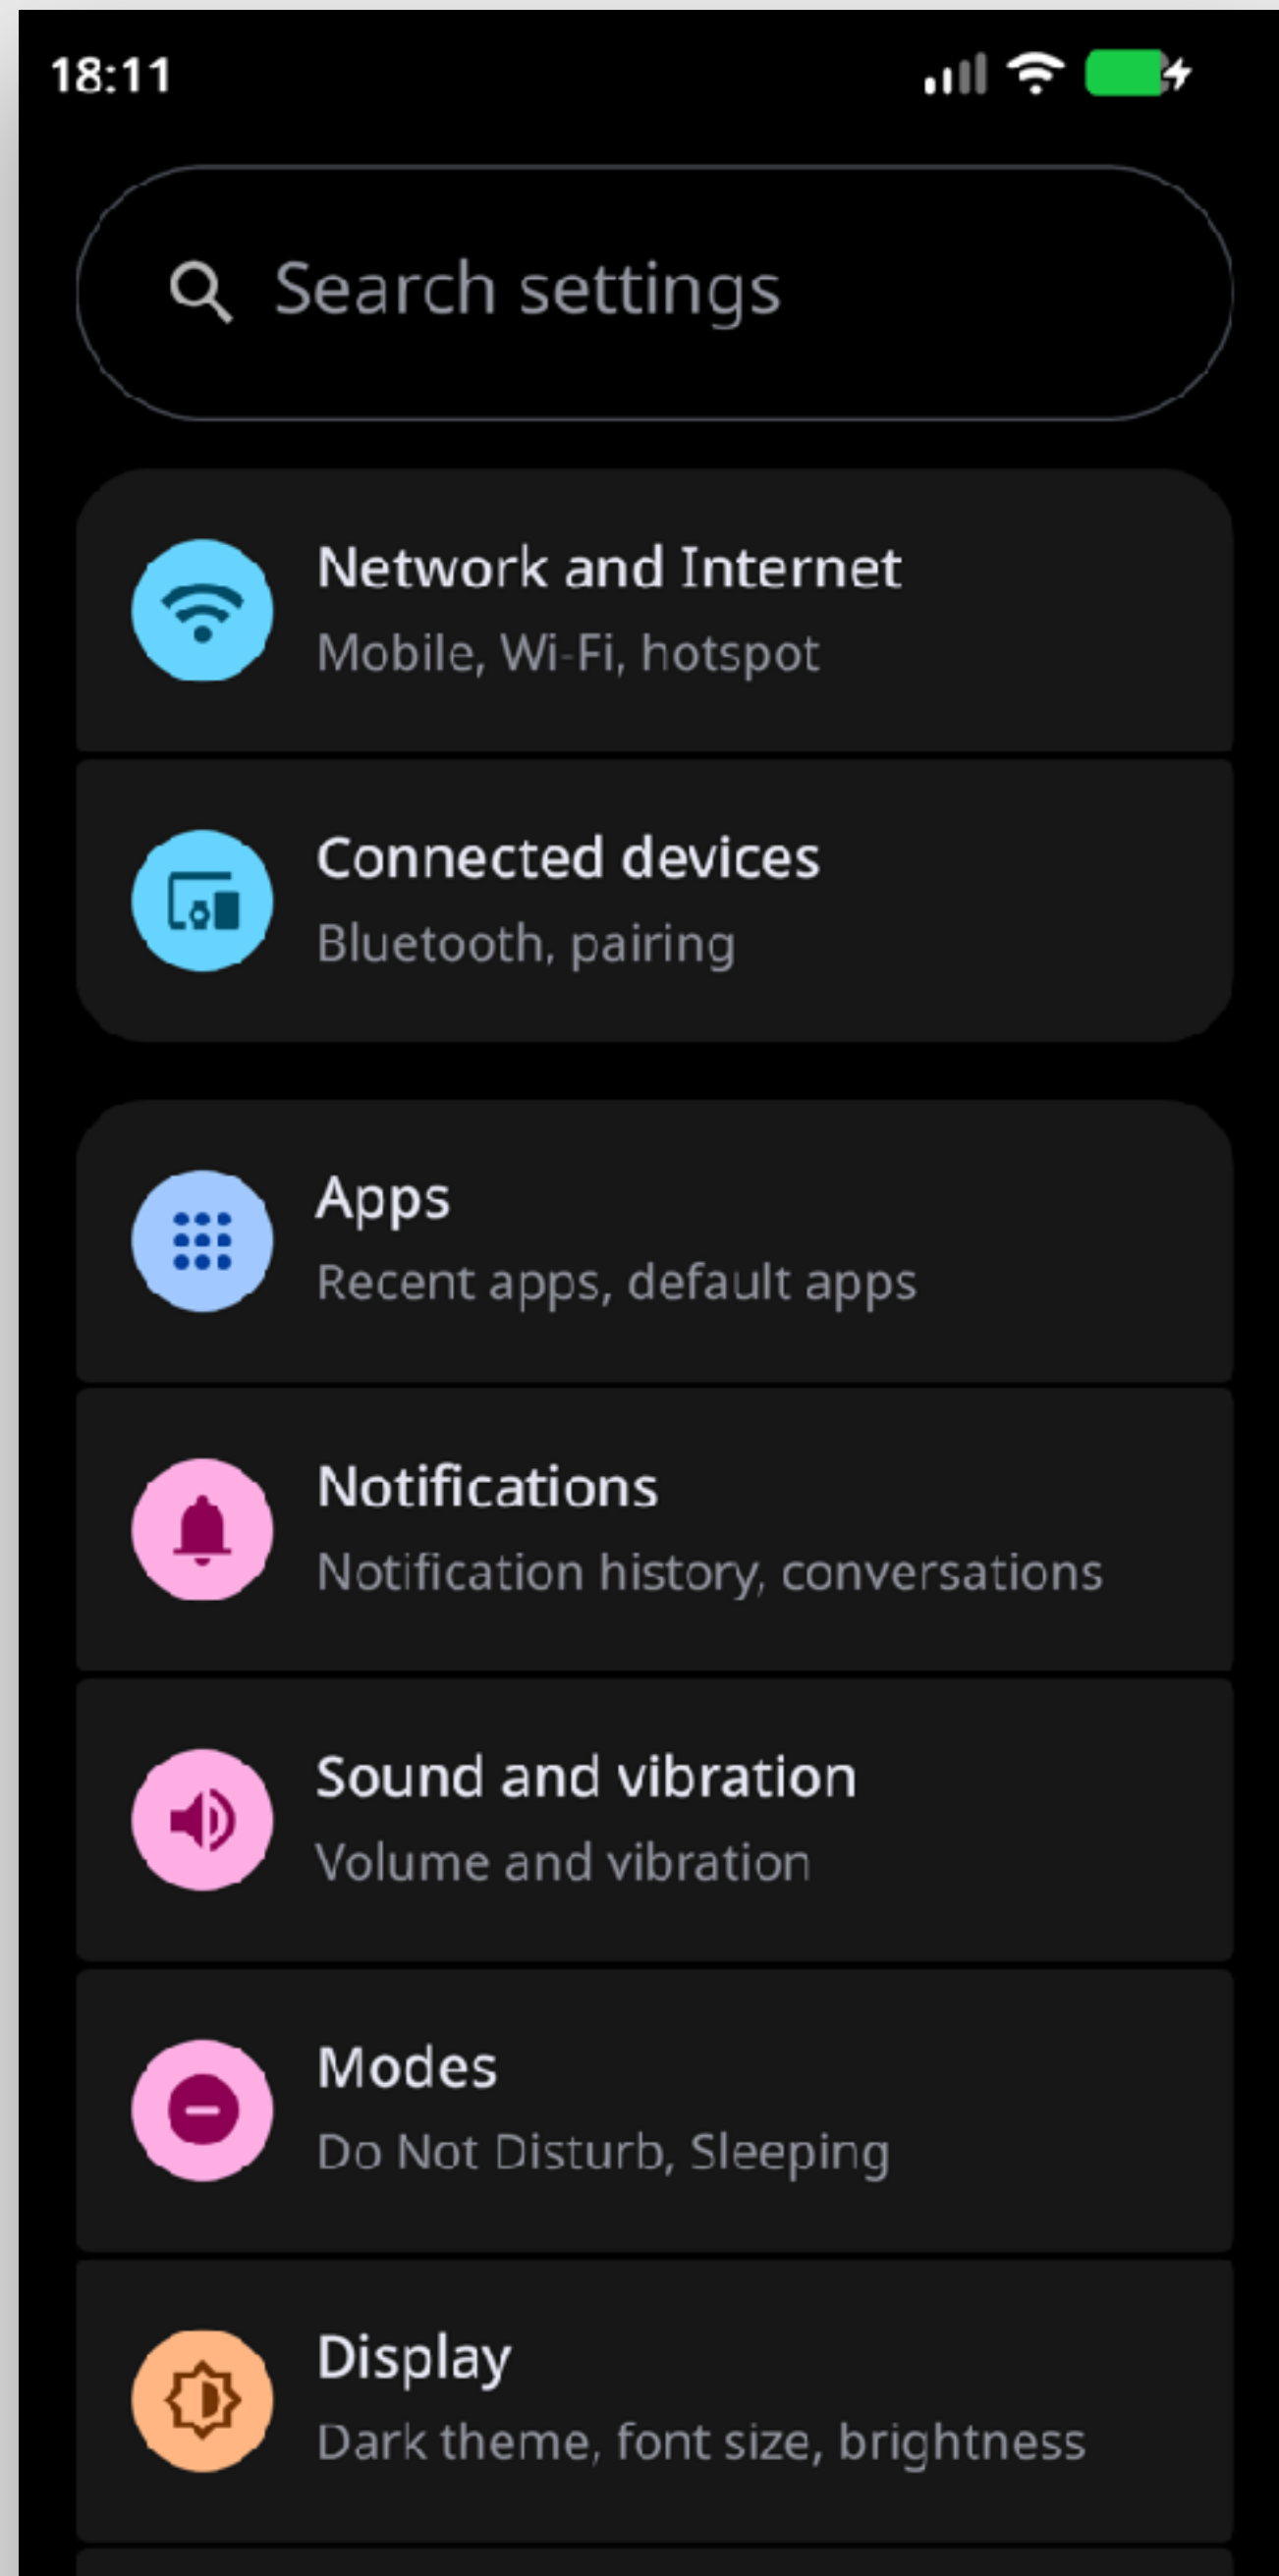 18:11
Search settings
Network and Internet
Mobile, Wi-Fi, hotspot
Connected devices
Bluetooth, pairing
Apps
Recent apps, default apps
Notifications
Notification history, conversations
Sound and vibration
Volume and vibration
Modes
Do Not Disturb, Sleeping
Display
Dark theme, font size, brightness